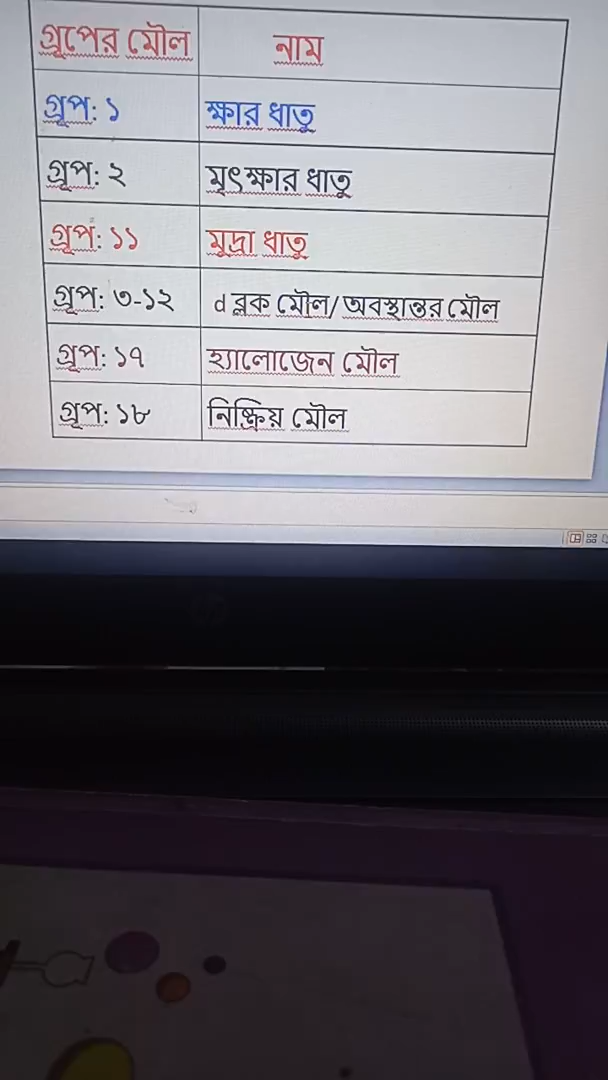 গ্রুপের মৌল নাম
গ্রুপ: ১ ক্ষার ধাতু
গ্রুপ: ২ মৃৎক্ষার ধাতু
গ্রুপ: ১১ মুদ্রা ধাতু
গ্রুপ: ৩-১২ d ব্লক মৌল/ অবস্থান্তর মৌল
গ্রুপ: ১৭ হ্যালোজেন মৌল
গ্রুপ: ১৮ নিষ্ক্রিয় মৌল